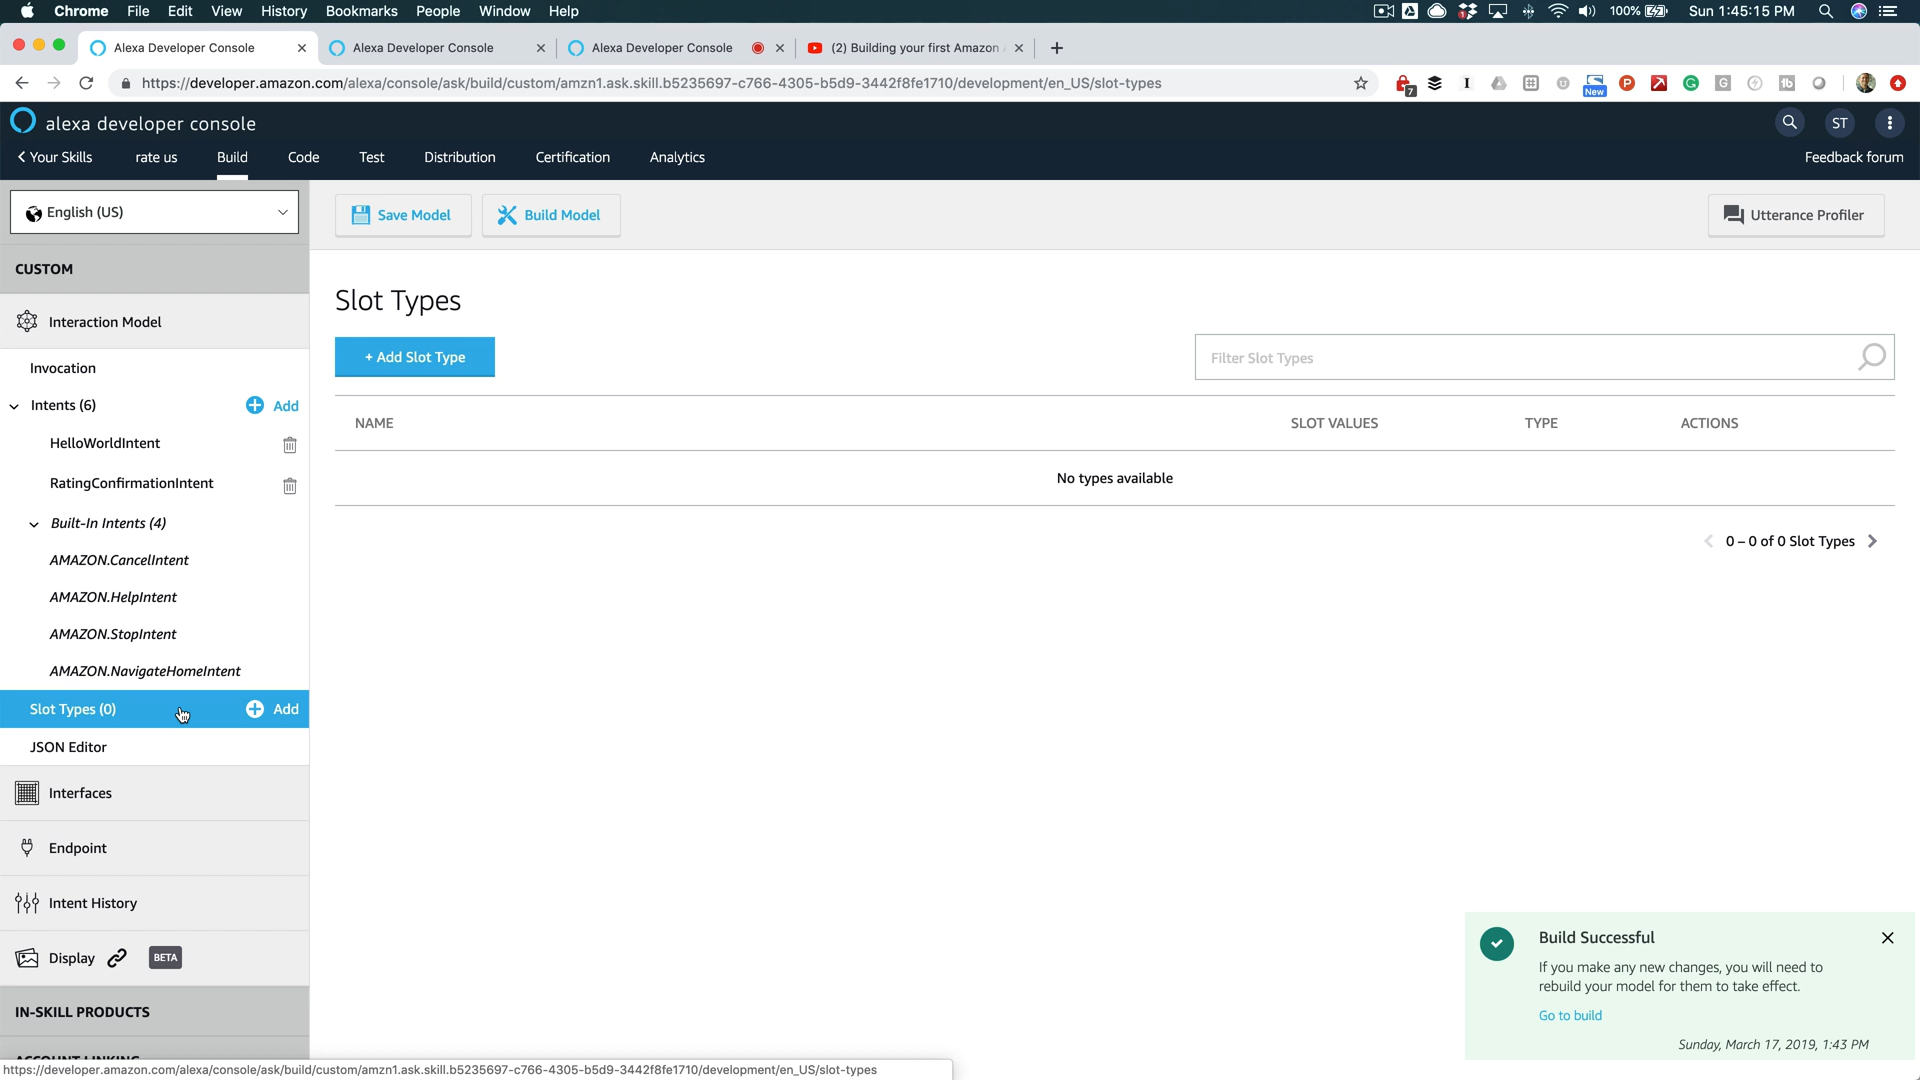 Chrome File Edit View History Bookmarks People Window Help 100% Sun 1:45:15 PM
Alexa Developer Console Alexa Developer Console Alexa Developer Console (2) Building your first Amazon
https://developer.amazon.com/alexa/console/ask/build/custom/amzn1.ask.skill.b5235697-c766-4305-b5d9-3442f8fe1710/development/en_US/slot-types
7 New
alexa developer console ST
Your Skills rate us Build Code Test Distribution Certification Analytics Feedback forum
English (US) Save Model Build Model Utterance Profiler
CUSTOM
Interaction Model
Invocation
Intents (6) Add
HelloWorldIntent
RatingConfirmationIntent
Built-In Intents (4)
AMAZON.CancelIntent
AMAZON.HelpIntent
AMAZON.StopIntent
AMAZON.NavigateHomeIntent
Slot Types (0) Add
JSON Editor
Interfaces
Endpoint
Intent History
Display BETA
IN-SKILL PRODUCTS
ACCOUNT LINKING
Slot Types
+ Add Slot Type Filter Slot Types
NAME SLOT VALUES TYPE ACTIONS
No types available
0 – 0 of 0 Slot Types
Build Successful
If you make any new changes, you will need to
rebuild your model for them to take effect.
Go to build
Sunday, March 17, 2019, 1:43 PM
https://developer.amazon.com/alexa/console/ask/build/custom/amzn1.ask.skill.b5235697-c766-4305-b5d9-3442f8fe1710/development/en_US/slot-types